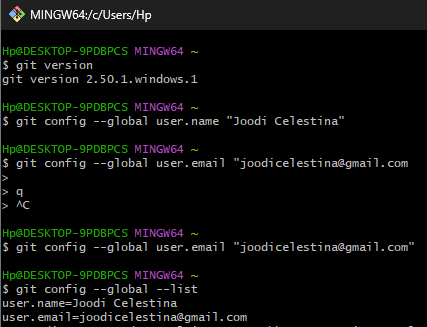 MINGW64:/c/Users/Hp
Hp@DESKTOP-9PDBPCS MINGW64 ~
$ git version
git version 2.50.1.windows.1
Hp@DESKTOP-9PDBPCS MINGW64 ~
$ git config --global user.name "Joodi Celestina"
Hp@DESKTOP-9PDBPCS MINGW64 ~
$ git config --global user.email "joodicelestina@gmail.com
>
> q
> ^C
Hp@DESKTOP-9PDBPCS MINGW64 ~
$ git config --global user.email "joodicelestina@gmail.com"
Hp@DESKTOP-9PDBPCS MINGW64 ~
$ git config --global --list
user.name=Joodi Celestina
user.email=joodicelestina@gmail.com